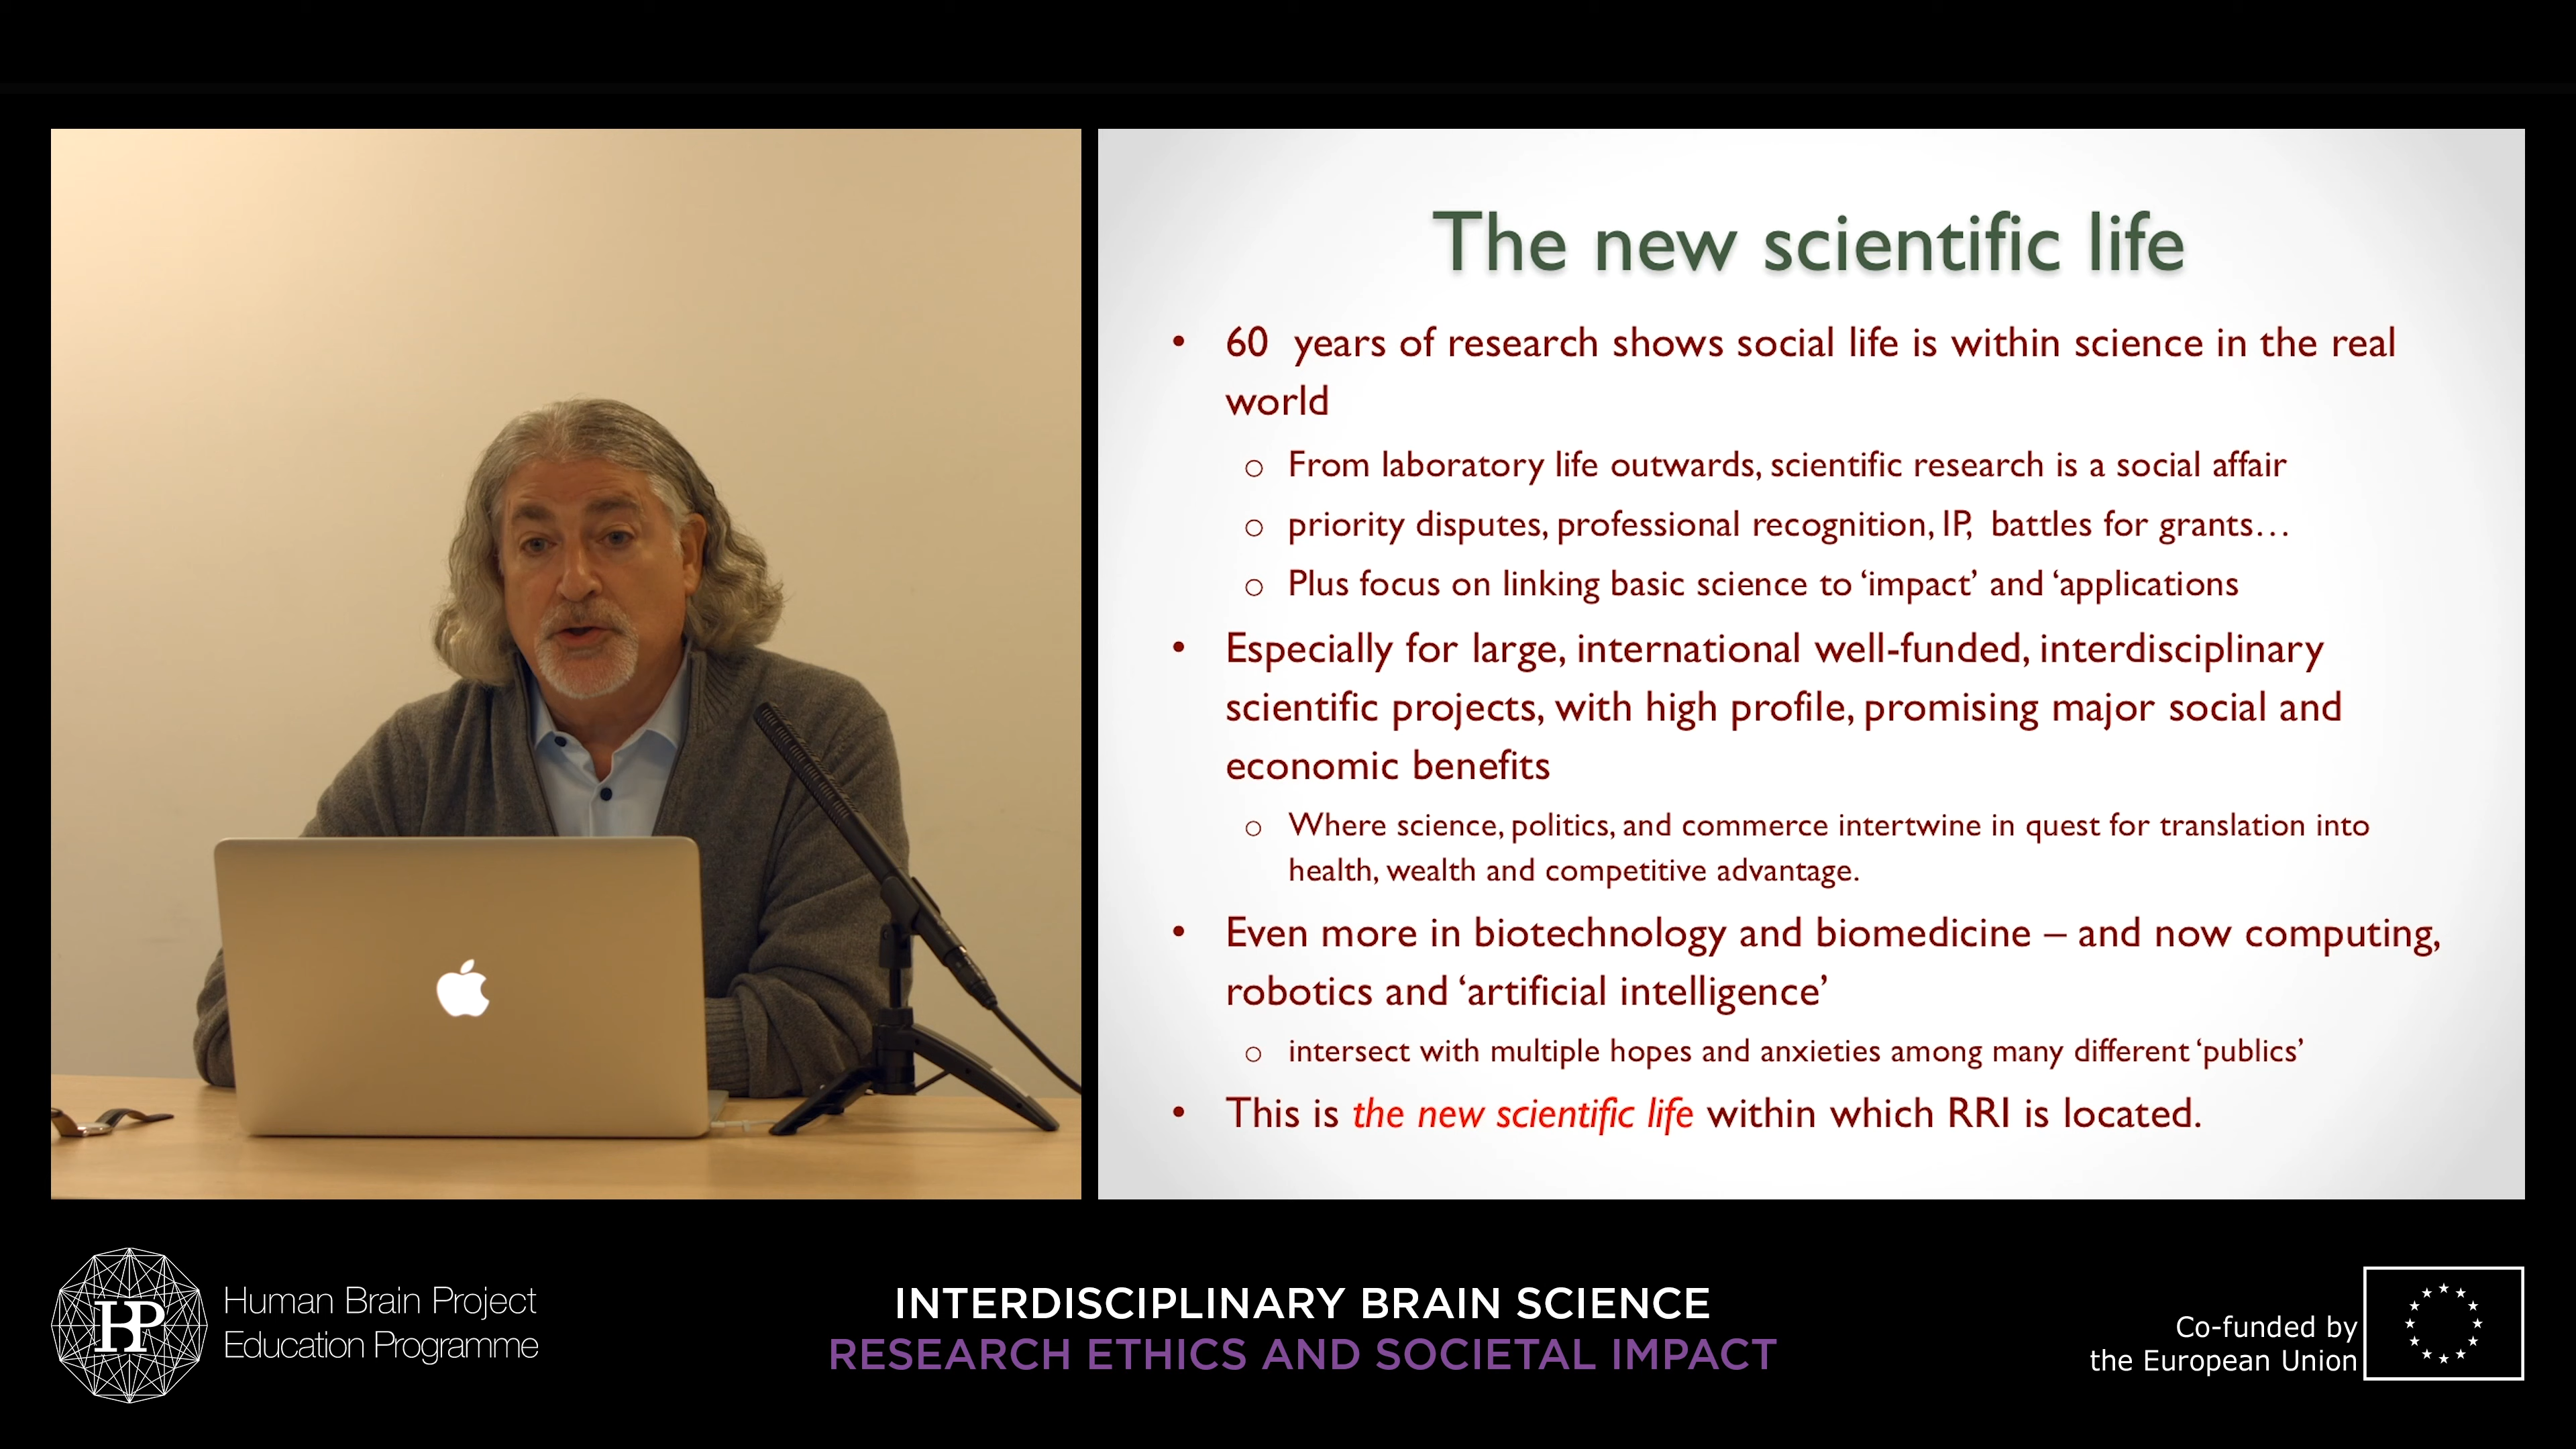 The new scientific life
• 60  years of research shows social life is within science in the real
world
o From laboratory life outwards, scientific research is a social affair
o priority disputes, professional recognition, IP,  battles for grants…
o Plus focus on linking basic science to ‘impact’ and ‘applications
• Especially for large, international well-funded, interdisciplinary
scientific projects, with high profile, promising major social and
economic benefits
o Where science, politics, and commerce intertwine in quest for translation into
health, wealth and competitive advantage.
• Even more in biotechnology and biomedicine – and now computing,
robotics and ‘artificial intelligence’
o intersect with multiple hopes and anxieties among many different ‘publics’
• This is the new scientific life within which RRI is located.
HBP
Human Brain Project
Education Programme
INTERDISCIPLINARY BRAIN SCIENCE
RESEARCH ETHICS AND SOCIETAL IMPACT
Co-funded by
the European Union